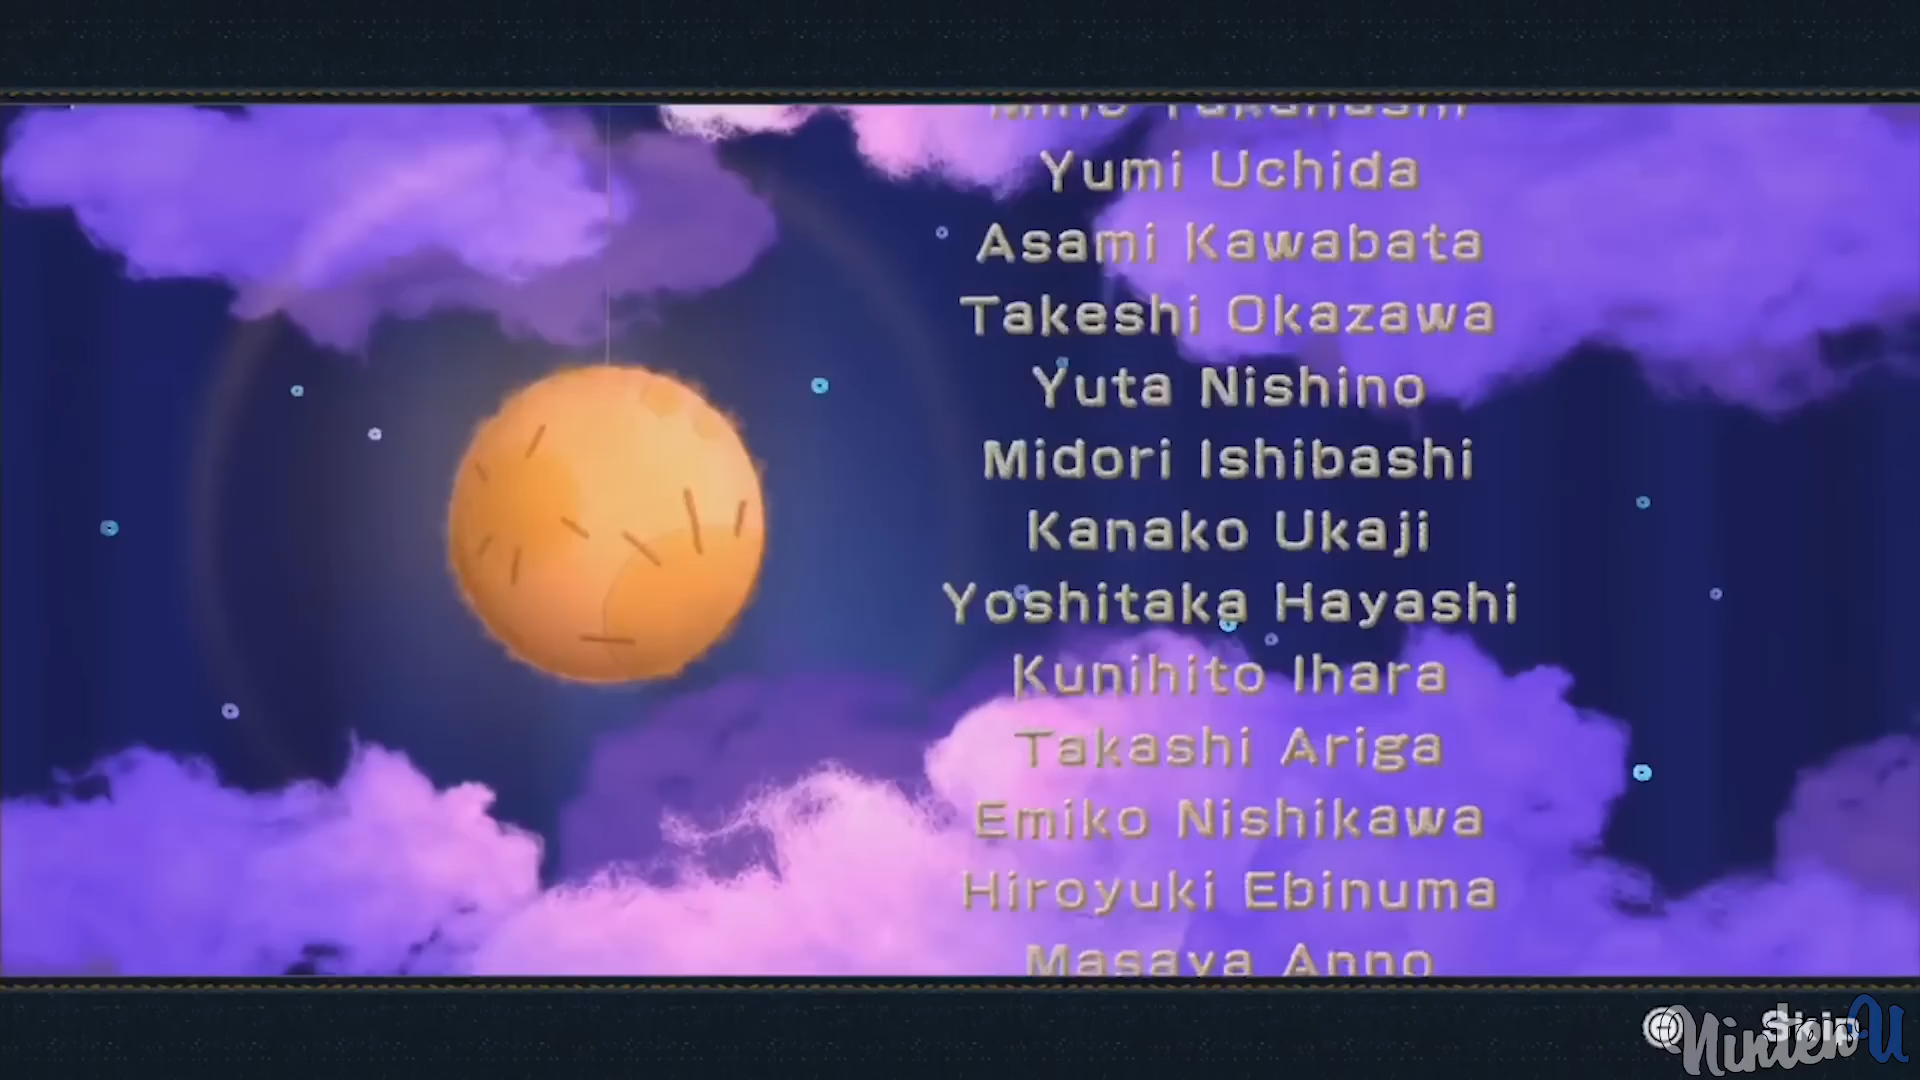 Yumi Uchida
Asami Kawabata
Takeshi Okazawa
Yuta Nishino
Midori Ishibashi
Kanako Ukaji
Yoshitaka Hayashi
Kunihito Ihara
Takashi Ariga
Emiko Nishikawa
Hiroyuki Ebinuma
Masaya Anno
Skip
NintenU